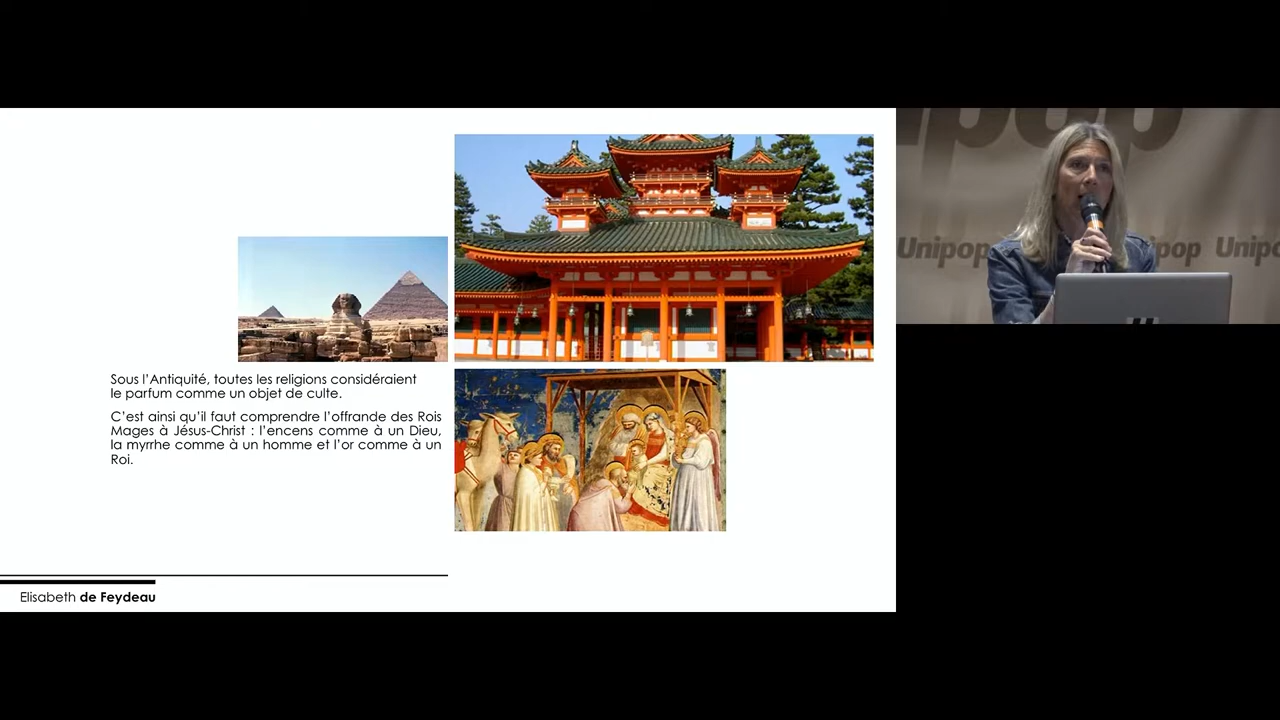 Sous l'Antiquité, toutes les religions considéraient
le parfum comme un objet de culte.
C'est ainsi qu'il faut comprendre l'offrande des Rois
Mages à Jésus-Christ : l'encens comme à un Dieu,
la myrrhe comme à un homme et l'or comme à un
Roi.
Elisabeth de Feydeau
nipop
Unipop
ipop
Unipop